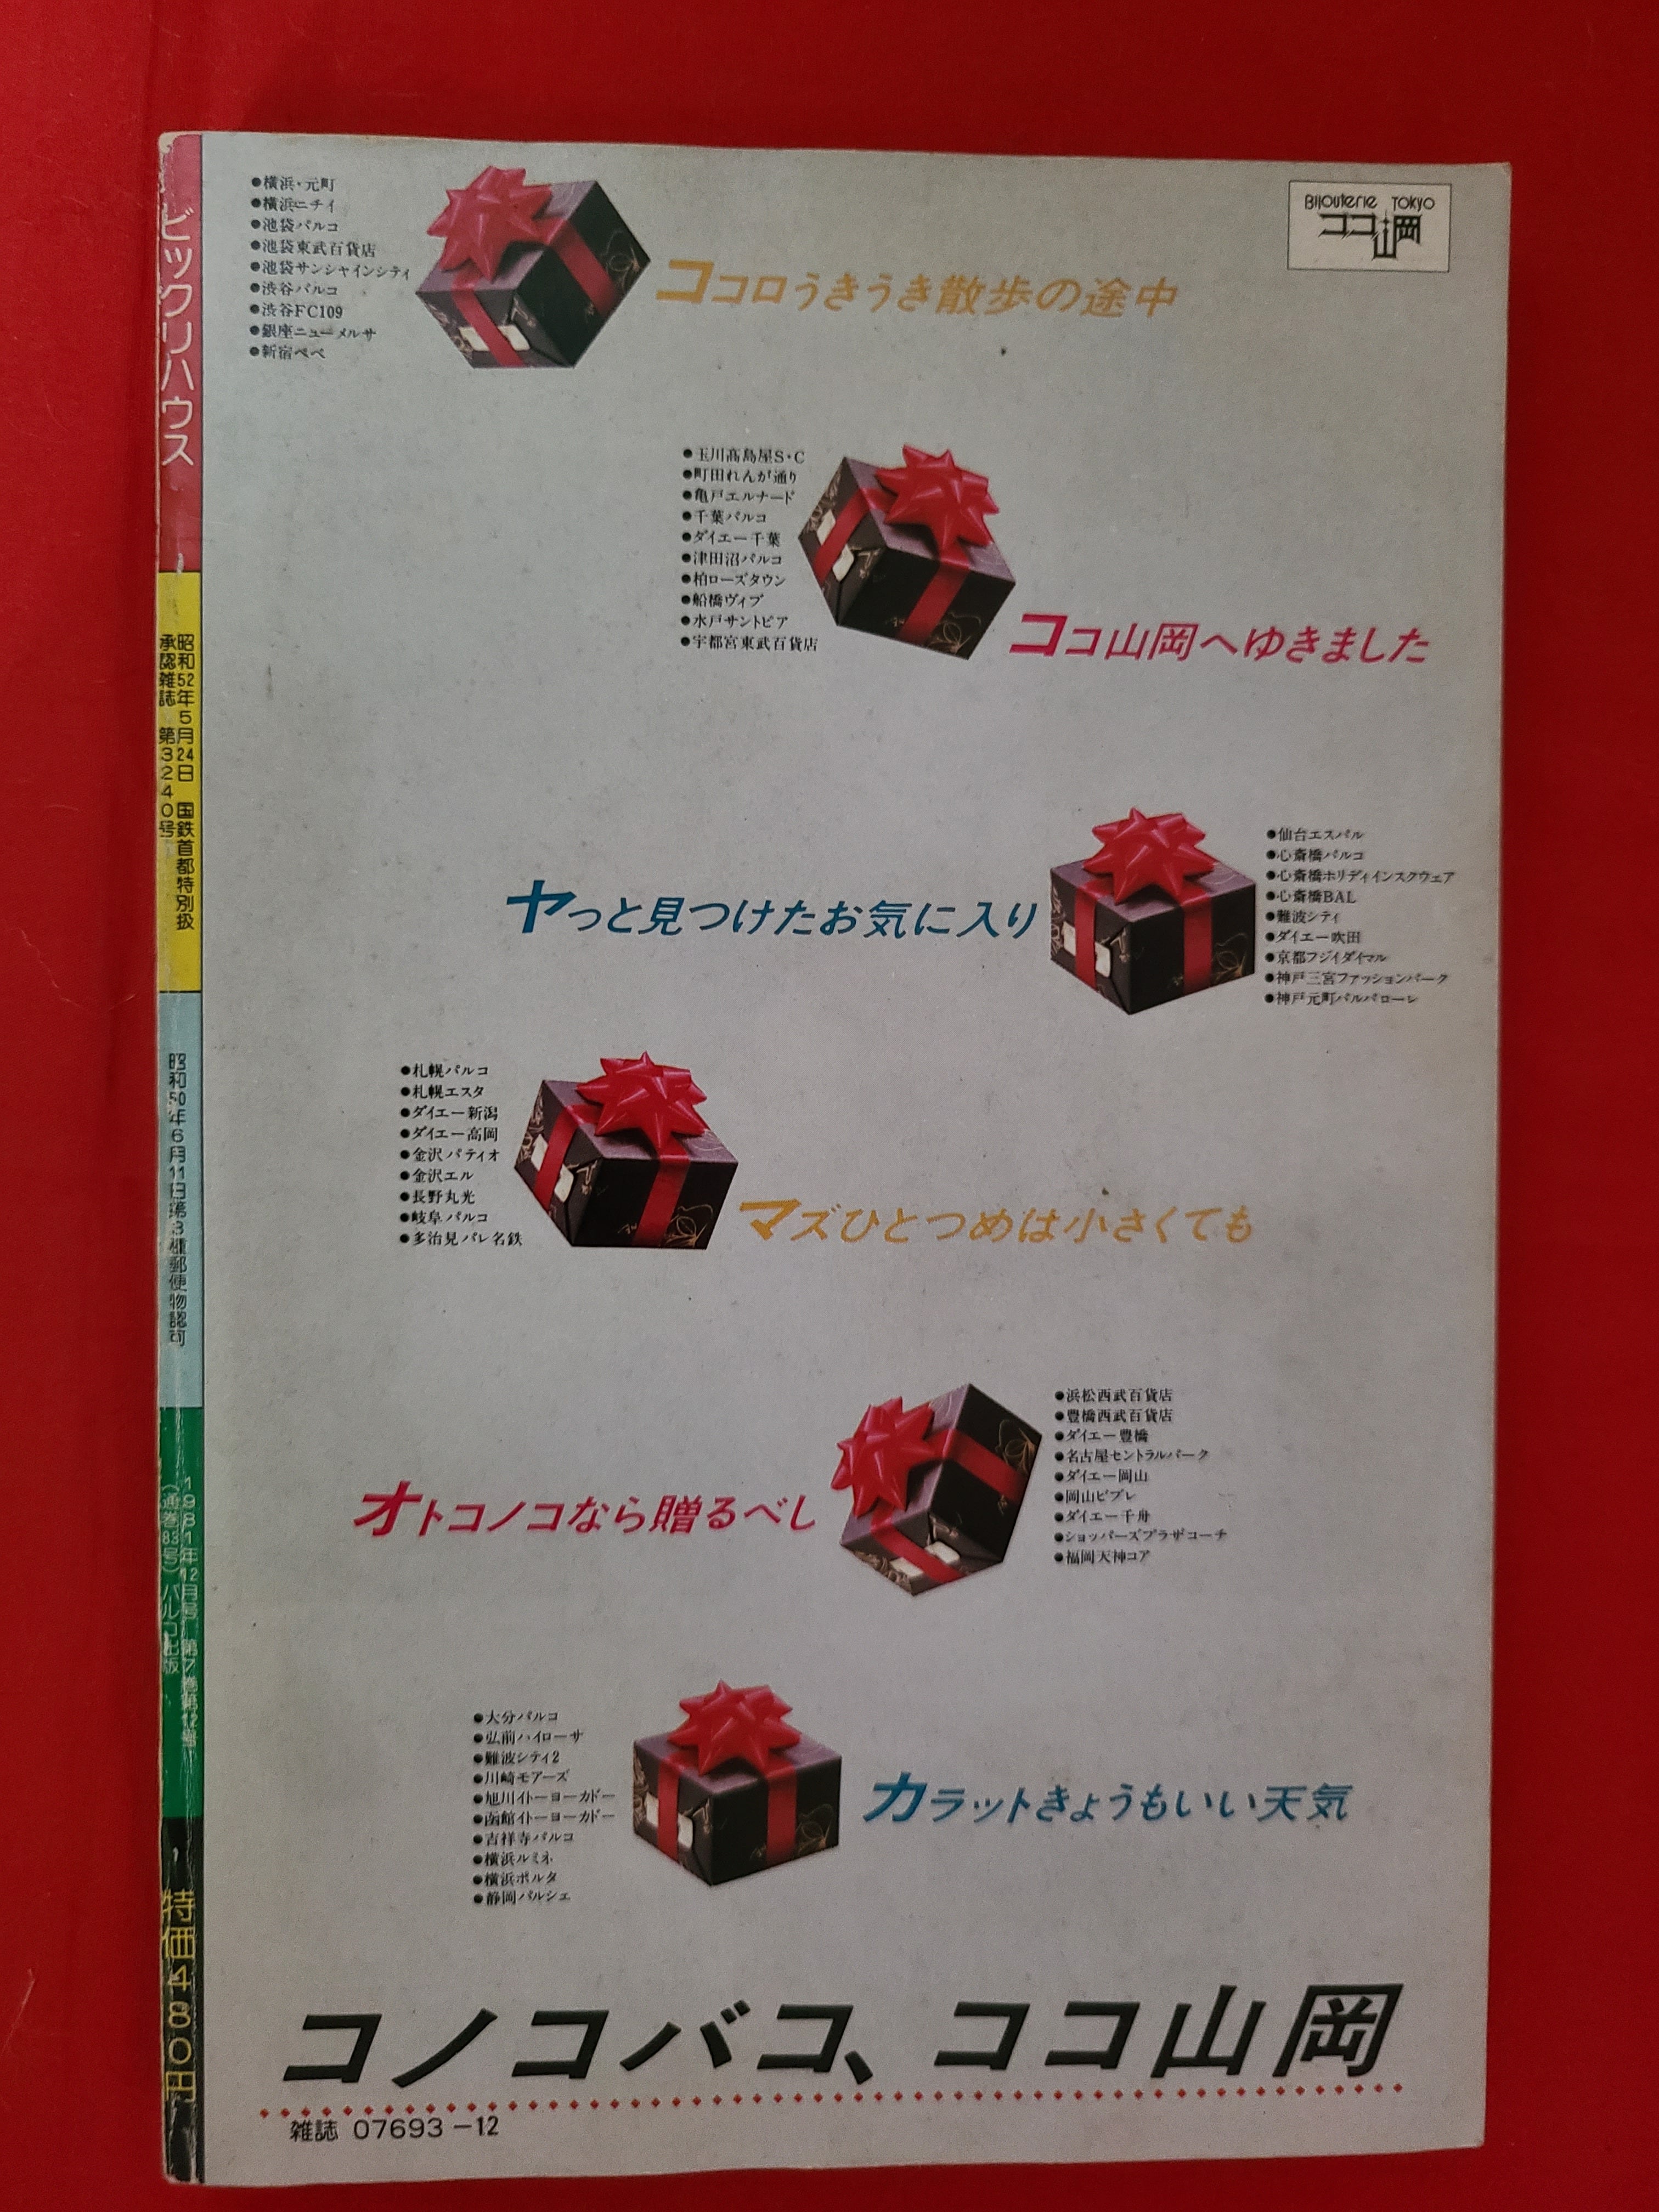 Bijouterie Tokyo
ココ山岡
●横浜・元町
●横浜ニチイ
●池袋パルコ
●池袋東武百貨店
●池袋サンシャインシティ
●渋谷パルコ
●渋谷FC109
●銀座ニューメルサ
●新宿ペペ
ココロうきうき散歩の途中
●玉川髙島屋S・C
●町田れんが通り
●亀戸エルナード
●千葉パルコ
●ダイエー千葉
●津田沼パルコ
●柏ローズタウン
●船橋ヴィブ
●水戸サントピア
●宇都宮東武百貨店
ココ山岡へゆきました
ヤっと見つけたお気に入り
●仙台エスパル
●心斎橋パルコ
●心斎橋ホリディインスクウェア
●心斎橋BAL
●難波シティ
●ダイエー吹田
●京都フジイダイマル
●神戸三宮ファッションパーク
●神戸元町パルパローレ
●札幌パルコ
●札幌エスタ
●ダイエー新潟
●ダイエー高岡
●金沢パティオ
●金沢エル
●長野丸光
●岐阜パルコ
●多治見パレ名鉄
マズひとつめは小さくても
オトコノコなら贈るべし
●浜松西武百貨店
●豊橋西武百貨店
●ダイエー豊橋
●名古屋セントラルパーク
●ダイエー岡山
●岡山ビブレ
●ダイエー千舟
●ショッパーズプラザコーチ
●福岡天神コア
●大分パルコ
●弘前ハイローサ
●難波シティ2
●川崎モアーズ
●旭川イトーヨーカドー
●函館イトーヨーカドー
●吉祥寺パルコ
●横浜ルミネ
●横浜ポルタ
●静岡パルシェ
カラットきょうもいい天気
コノコバコ、ココ山岡
雑誌 07693-12
ビックリハウス
昭和52年5月24日 国鉄首都特別扱
承認雑誌 第3240号
昭和50年6月11日第3種郵便物認可
1981年12月号 第7巻第12号
(通巻83号) パルコ出版
特価480円